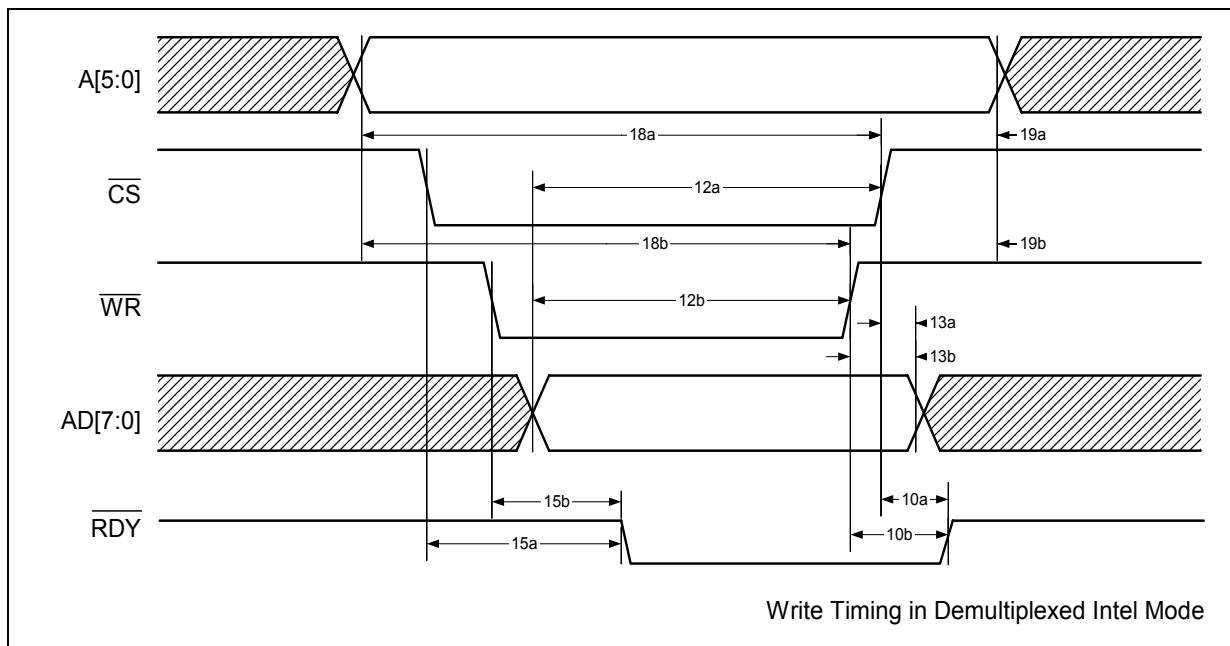 A[5:0]
18a
19a
CS
12a
18b
19b
WR
12b
13a
13b
AD[7:0]
15b
10a
RDY
15a
10b
Write Timing in Demultiplexed Intel Mode